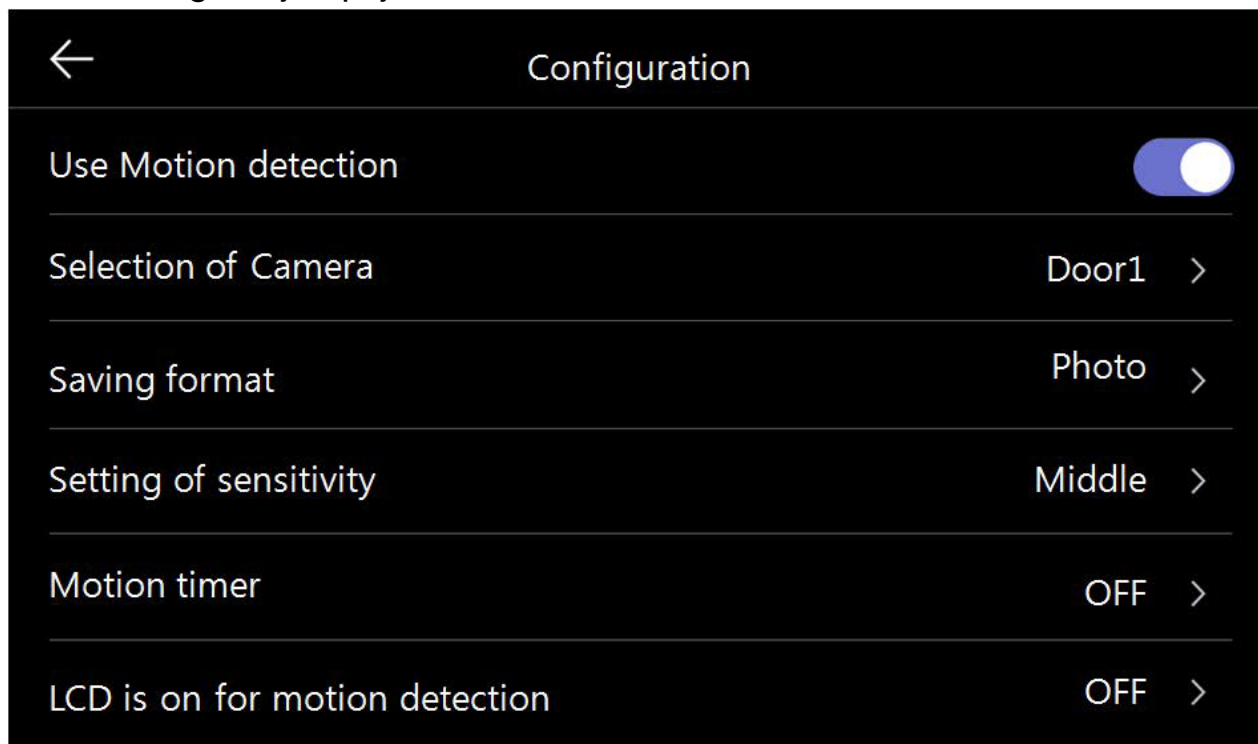 Configuration
Use Motion detection
Selection of Camera Door1 >
Saving format Photo >
Setting of sensitivity Middle >
Motion timer OFF >
LCD is on for motion detection OFF >